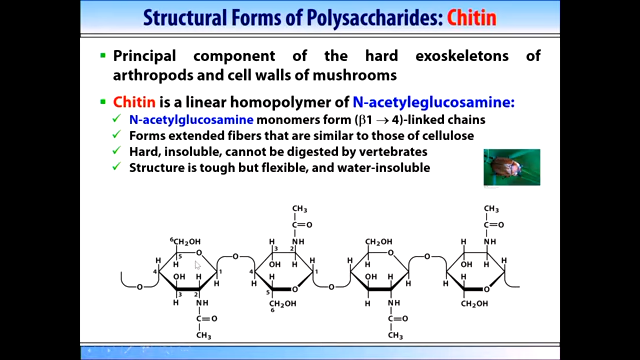 Structural Forms of Polysaccharides: Chitin
Principal component of the hard exoskeletons of
arthropods and cell walls of mushrooms
Chitin is a linear homopolymer of N-acetyleglucosamine:
N-acetylglucosamine monomers form (β1 → 4)-linked chains
Forms extended fibers that are similar to those of cellulose
Hard, insoluble, cannot be digested by vertebrates
Structure is tough but flexible, and water-insoluble
CH3 CH3
C=O C=O
6CH2OH H NH CH2OH H NH
5 O 3 2 O
H H O H H O H
4 OH H 1 4 OH H 1 OH H OH H
O H H O H H
3 2 5 O O
H NH CH2OH H NH CH2OH
6
C=O C=O
CH3 CH3